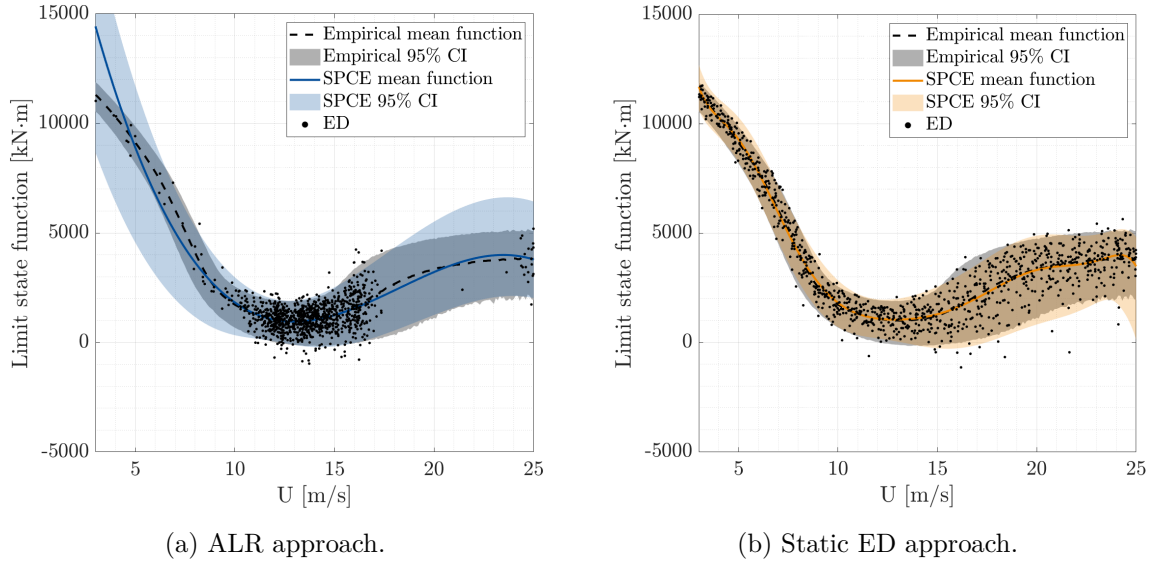 15000
10000
5000
0
-5000
Limit state function [kN·m]
5
10
15
20
25
U [m/s]
Empirical mean function
Empirical 95% CI
SPCE mean function
SPCE 95% CI
ED
(a) ALR approach.
15000
10000
5000
0
-5000
Limit state function [kN·m]
5
10
15
20
25
U [m/s]
Empirical mean function
Empirical 95% CI
SPCE mean function
SPCE 95% CI
ED
(b) Static ED approach.